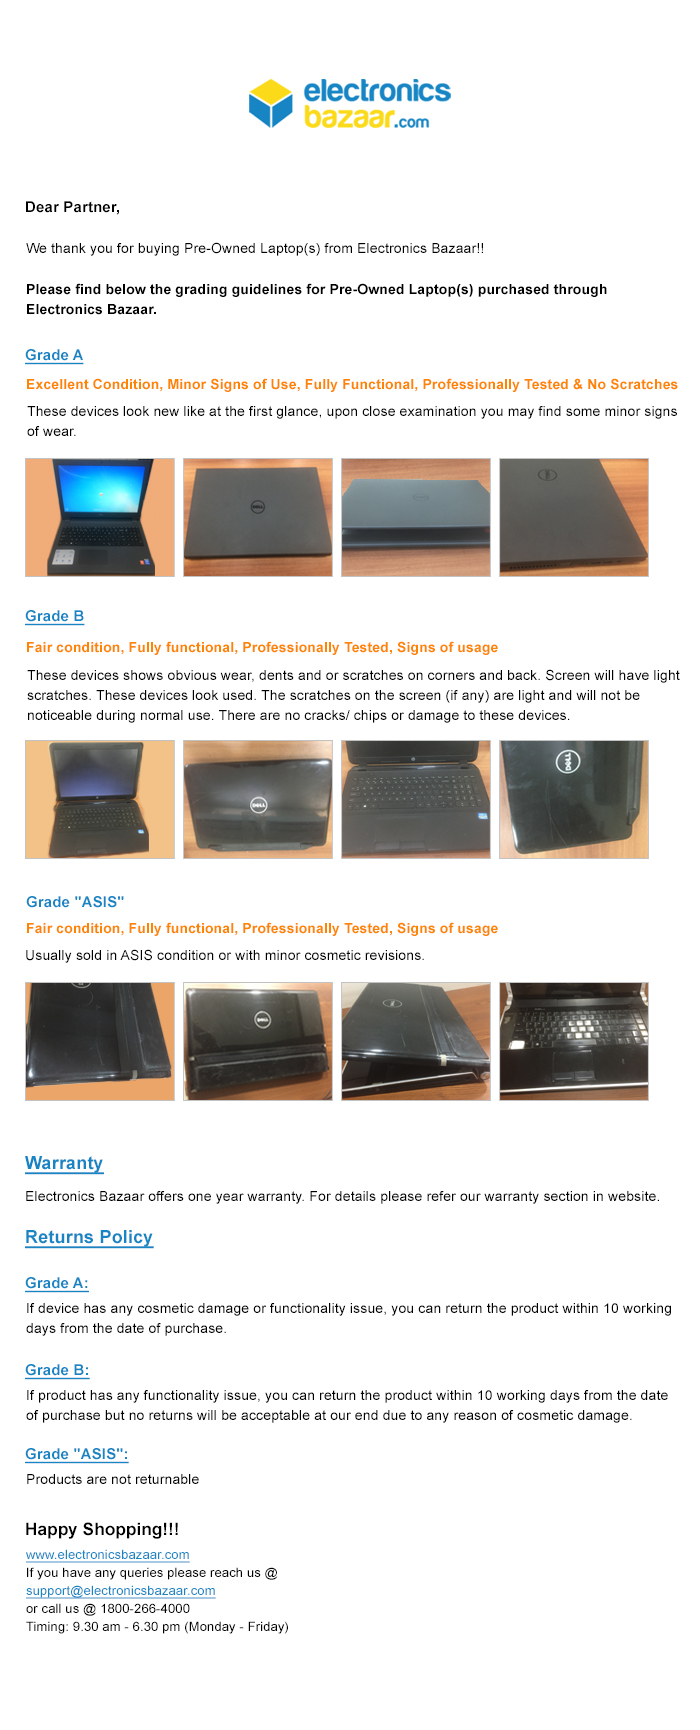 electronics
bazaar.com
Dear Partner,
We thank you for buying Pre-Owned Laptop(s) from Electronics Bazaar!!
Please find below the grading guidelines for Pre-Owned Laptop(s) purchased through
Electronics Bazaar.
Grade A
Excellent Condition, Minor Signs of Use, Fully Functional, Professionally Tested & No Scratches
These devices look new like at the first glance, upon close examination you may find some minor signs
of wear.
DELL
Grade B
Fair condition, Fully functional, Professionally Tested, Signs of usage
These devices shows obvious wear, dents and or scratches on corners and back. Screen will have light
scratches. These devices look used. The scratches on the screen (if any) are light and will not be
noticeable during normal use. There are no cracks/ chips or damage to these devices.
DELL
DELL
Grade "ASIS"
Fair condition, Fully functional, Professionally Tested, Signs of usage
Usually sold in ASIS condition or with minor cosmetic revisions.
DELL
Warranty
Electronics Bazaar offers one year warranty. For details please refer our warranty section in website.
Returns Policy
Grade A:
If device has any cosmetic damage or functionality issue, you can return the product within 10 working
days from the date of purchase.
Grade B:
If product has any functionality issue, you can return the product within 10 working days from the date
of purchase but no returns will be acceptable at our end due to any reason of cosmetic damage.
Grade "ASIS":
Products are not returnable
Happy Shopping!!!
www.electronicsbazaar.com
If you have any queries please reach us @
support@electronicsbazaar.com
or call us @ 1800-266-4000
Timing: 9.30 am - 6.30 pm (Monday - Friday)